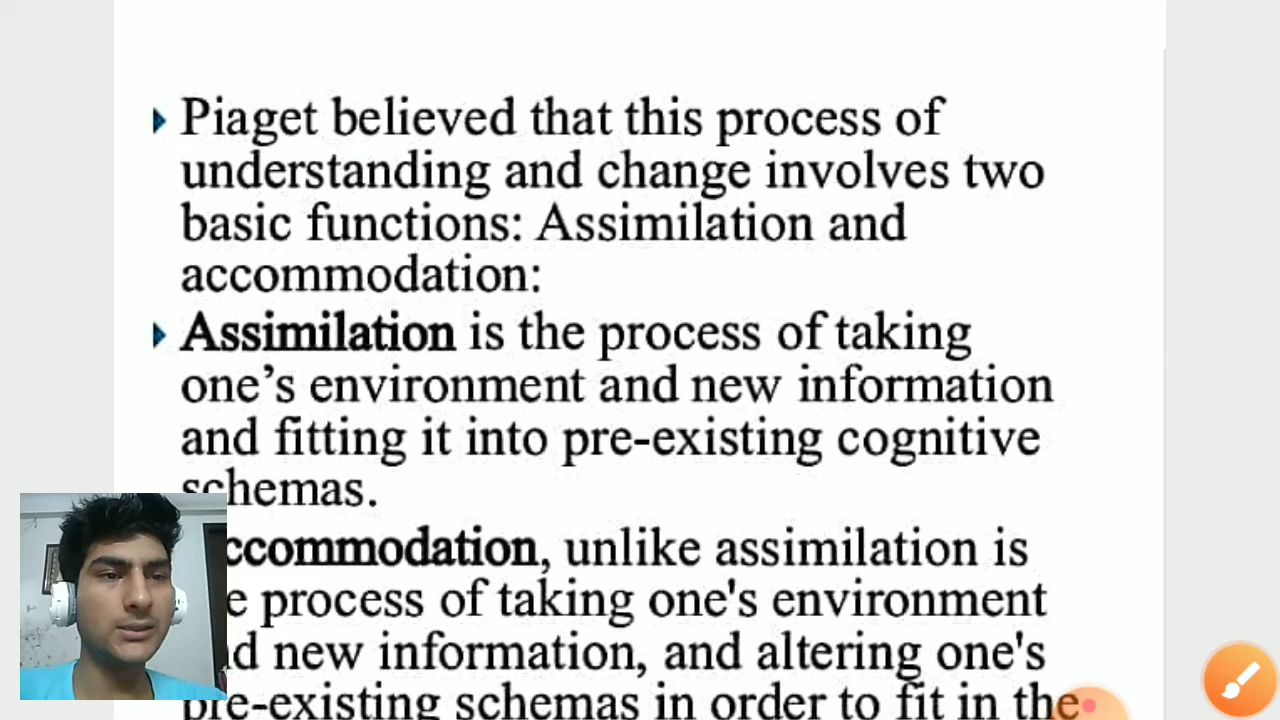 Piaget believed that this process of
understanding and change involves two
basic functions: Assimilation and
accommodation:
Assimilation is the process of taking
one’s environment and new information
and fitting it into pre-existing cognitive
schemas.
ccommodation, unlike assimilation is
e process of taking one's environment
nd new information, and altering one's
pre-existing schemas in order to fit in the